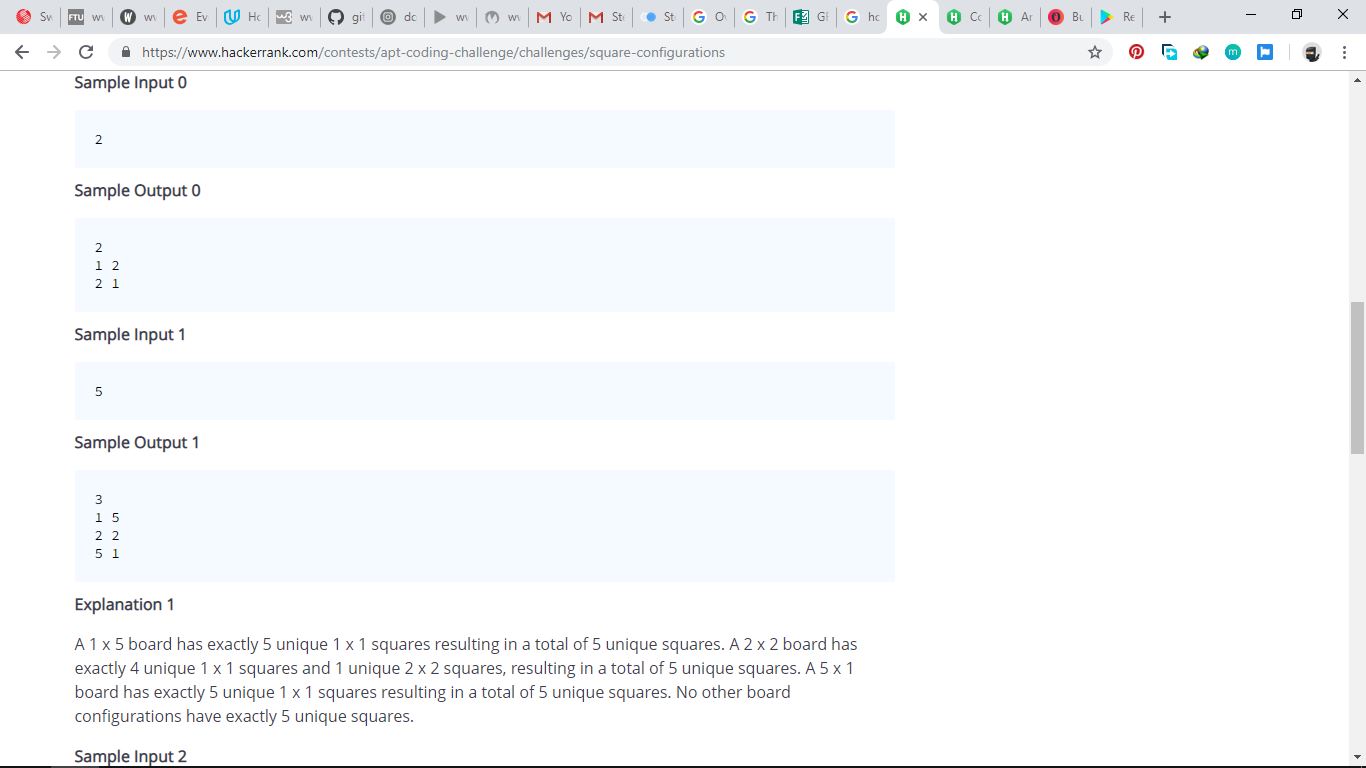 Sw
FTU
wv
W
wv
Ev
Hc
w3
wv
git
dc
wv
wv
Yo
Sto
St
O
Th
GF
hc
Cc
Ar
Bu
Re
https://www.hackerrank.com/contests/apt-coding-challenge/challenges/square-configurations
Sample Input 0
2
Sample Output 0
2
1 2
2 1
Sample Input 1
5
Sample Output 1
3
1 5
2 2
5 1
Explanation 1
A 1 x 5 board has exactly 5 unique 1 x 1 squares resulting in a total of 5 unique squares. A 2 x 2 board has
exactly 4 unique 1 x 1 squares and 1 unique 2 x 2 squares, resulting in a total of 5 unique squares. A 5 x 1
board has exactly 5 unique 1 x 1 squares resulting in a total of 5 unique squares. No other board
configurations have exactly 5 unique squares.
Sample Input 2